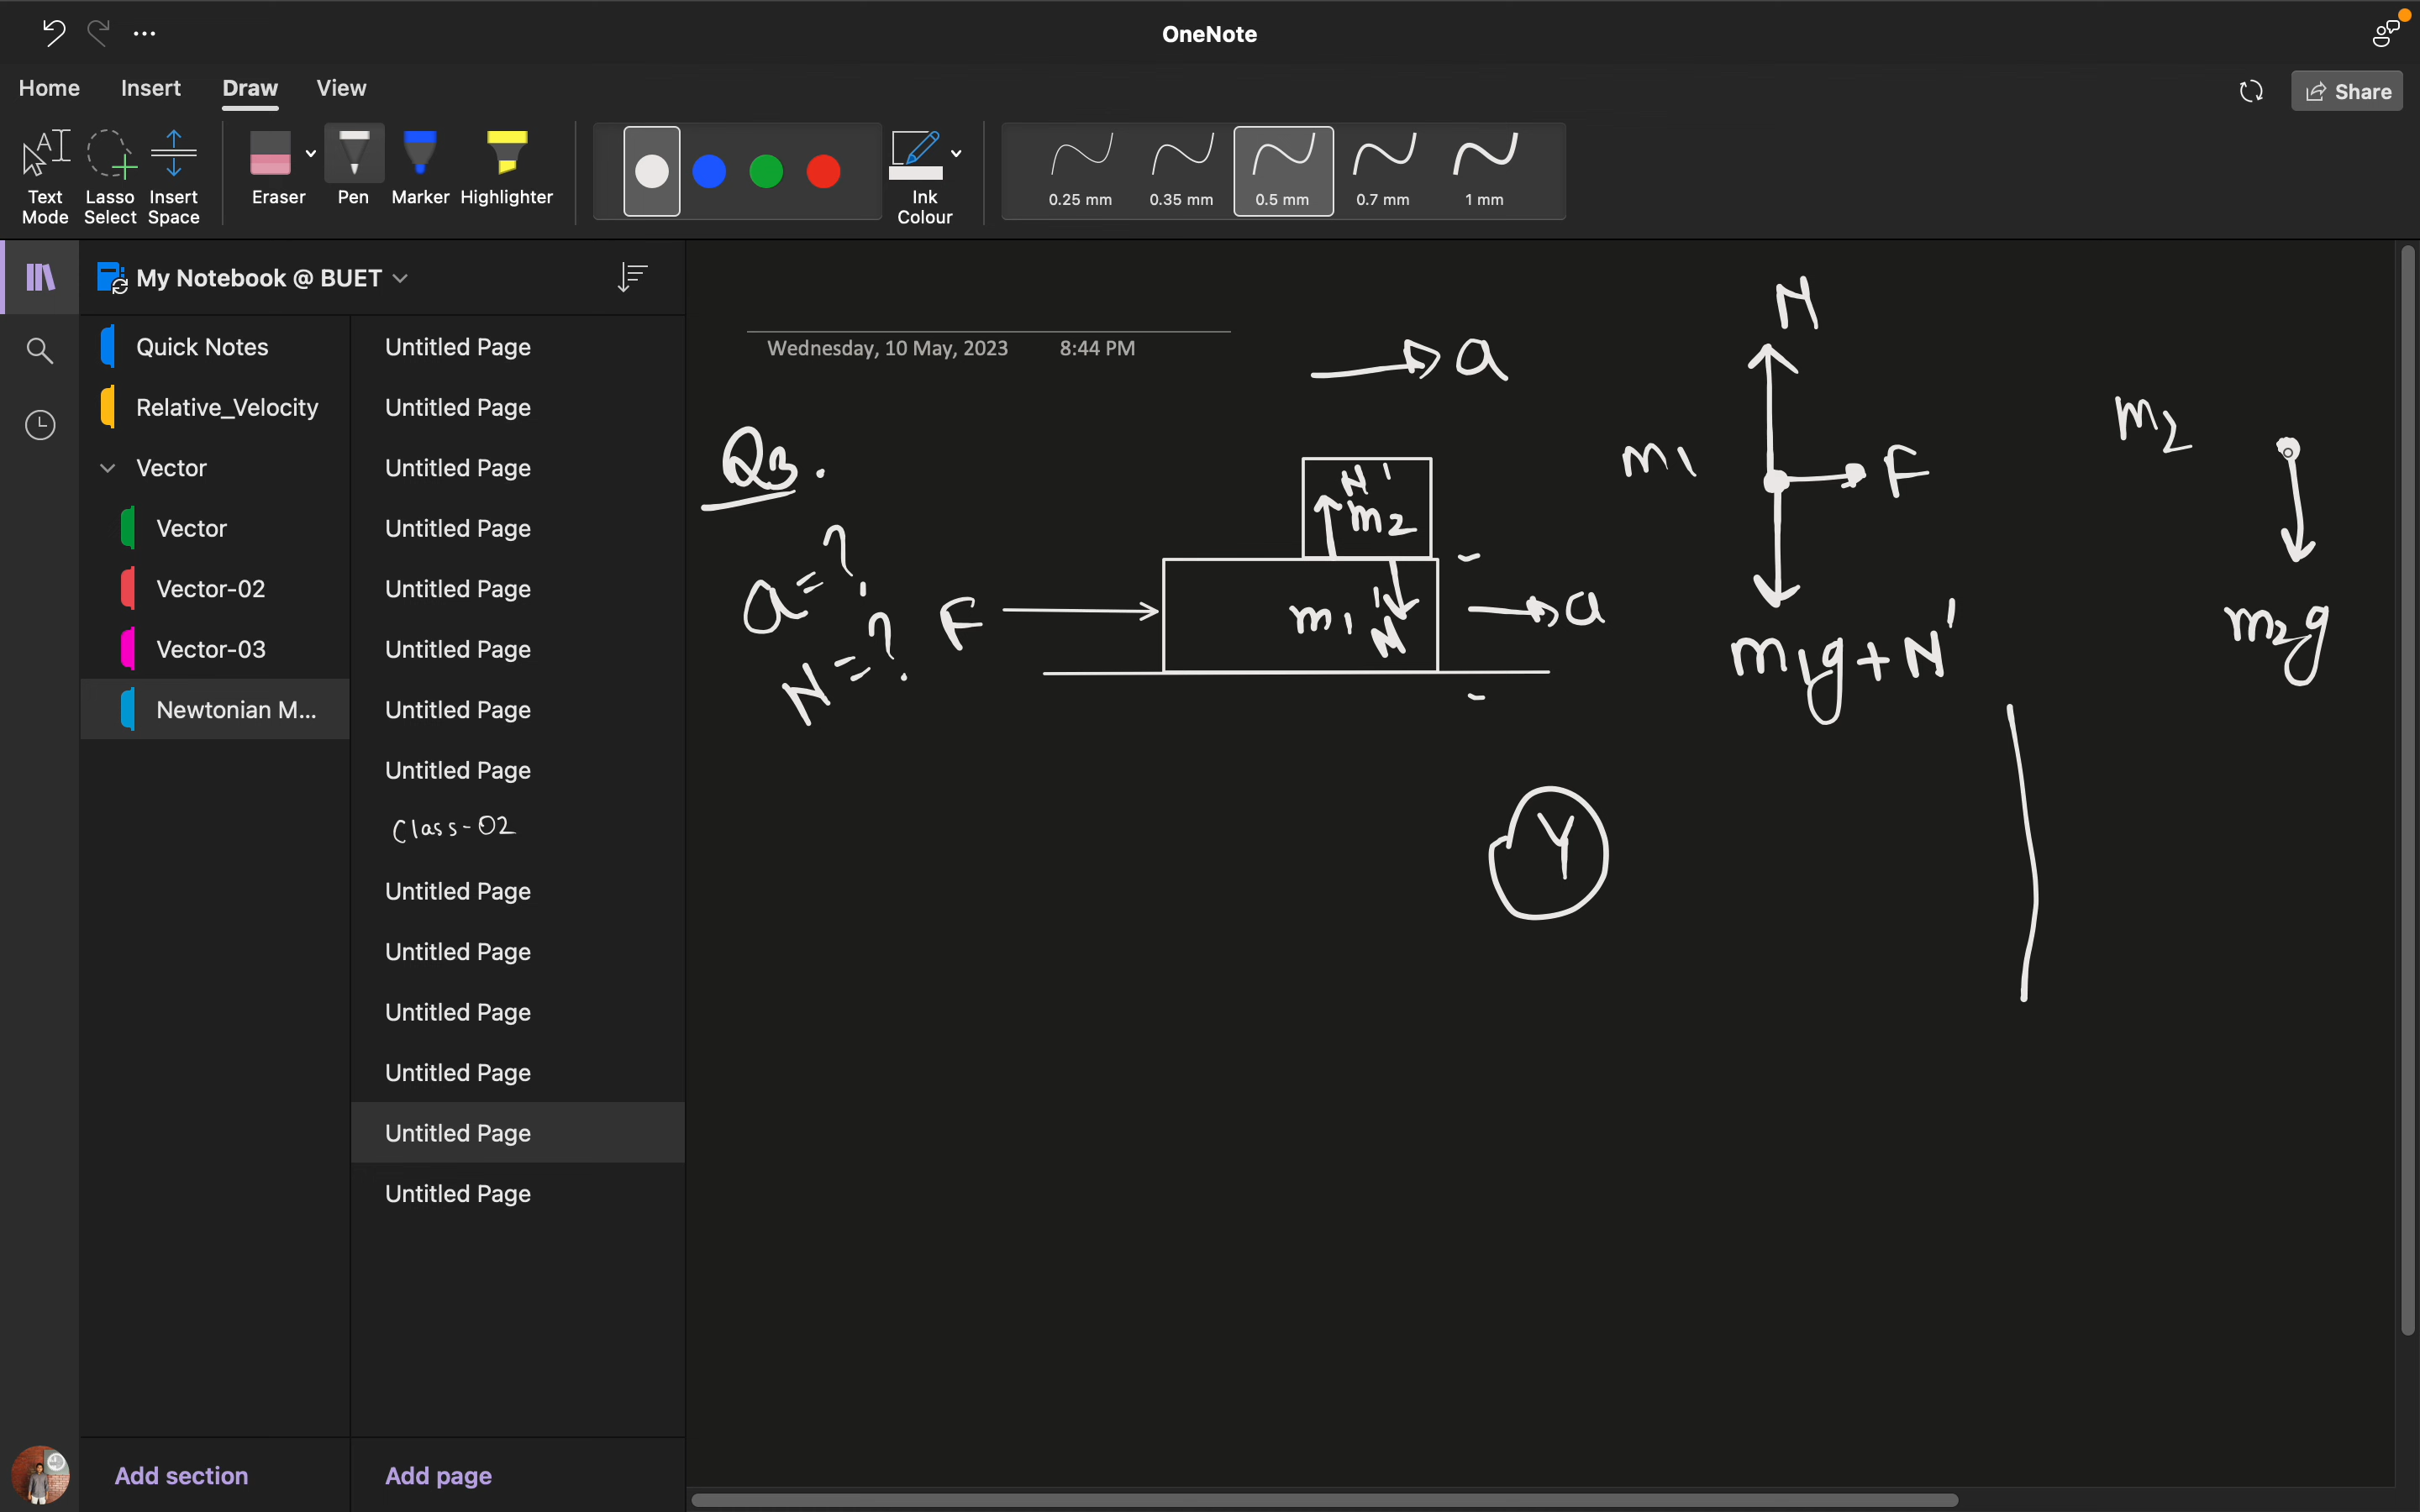 OneNote
Home Insert Draw View
Share
Text Mode
Lasso Select
Insert Space
Eraser
Pen
Marker
Highlighter
Ink Colour
0.25 mm
0.35 mm
0.5 mm
0.7 mm
1 mm
My Notebook @ BUET
Quick Notes
Relative_Velocity
Vector
Vector
Vector-02
Vector-03
Newtonian M...
Add section
Untitled Page
Untitled Page
Untitled Page
Untitled Page
Untitled Page
Untitled Page
Untitled Page
Untitled Page
Class-02
Untitled Page
Untitled Page
Untitled Page
Untitled Page
Untitled Page
Untitled Page
Add page
Wednesday, 10 May, 2023 8:44 PM
a
Q3.
a=?
N=?
F
N'
m2
m1
N'
a
N
m1
F
m1g+N'
m2
m2g
Y